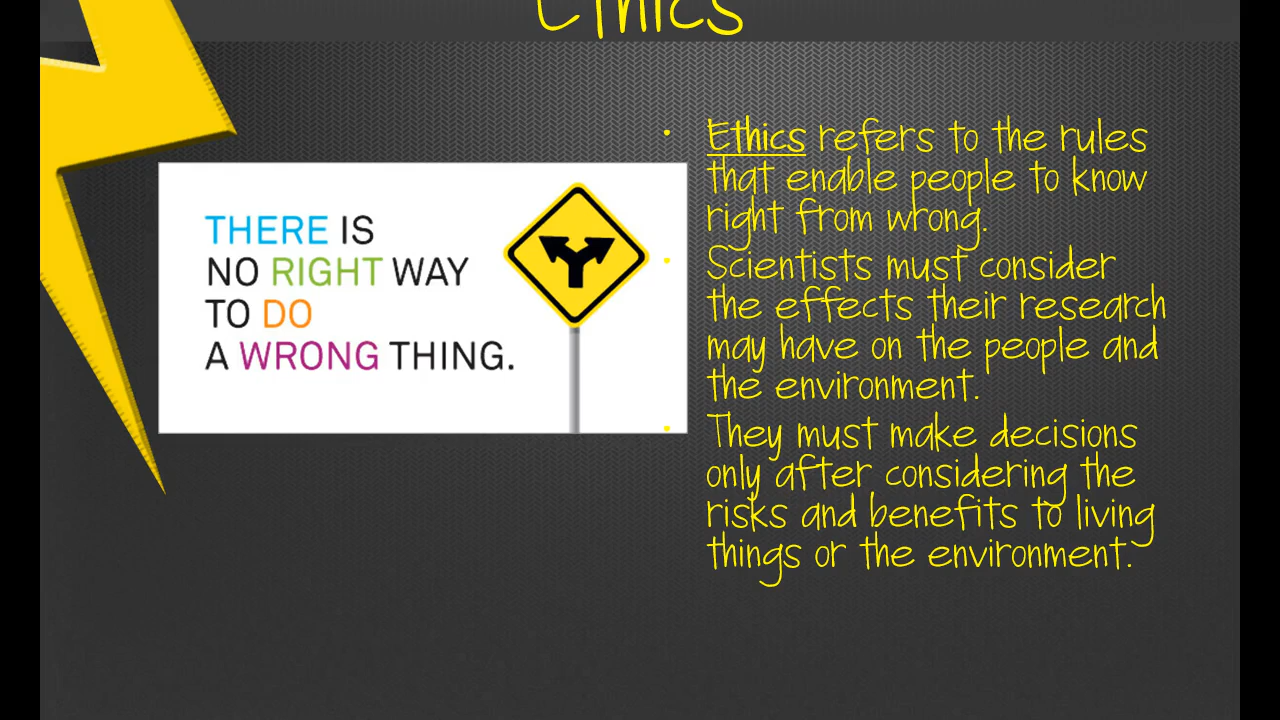 Ethics
THERE IS
NO RIGHT WAY
TO DO
A WRONG THING.
• Ethics refers to the rules
that enable people to know
right from wrong.
• Scientists must consider
the effects their research
may have on the people and
the environment.
• They must make decisions
only after considering the
risks and benefits to living
things or the environment.